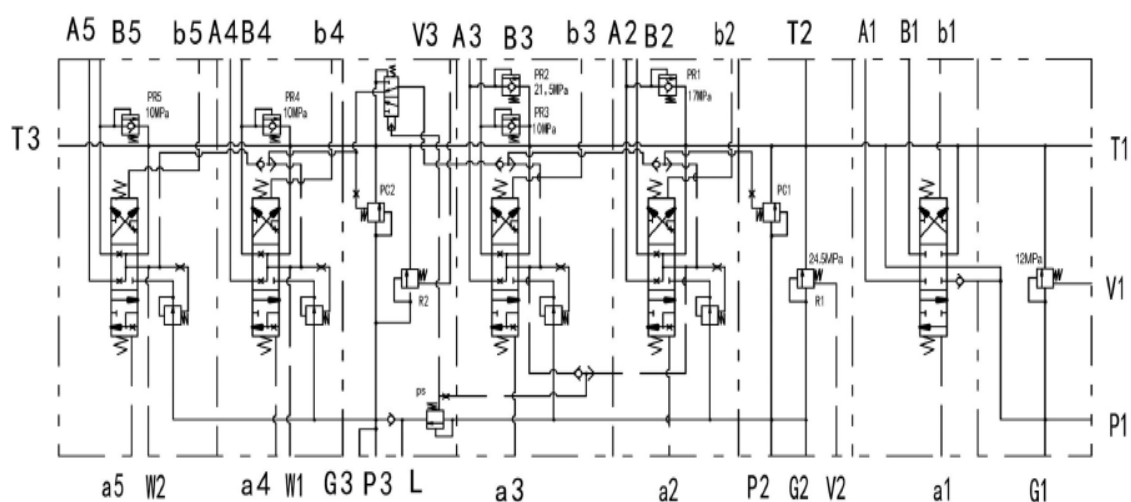 A5 B5 b5 A4 B4 b4 V3 A3 B3 b3 A2 B2 b2 T2 A1 B1 b1
PR2
21,5MPa
PR1
17MPa
PR5
10MPa
PR4
10MPa
PR3
10MPa
T3
T1
PC2
PC1
24.5MPa
12MPa
V1
R2
R1
ps
P1
a5 W2 a4 W1 G3 P3 L a3 a2 P2 G2 V2 a1 G1